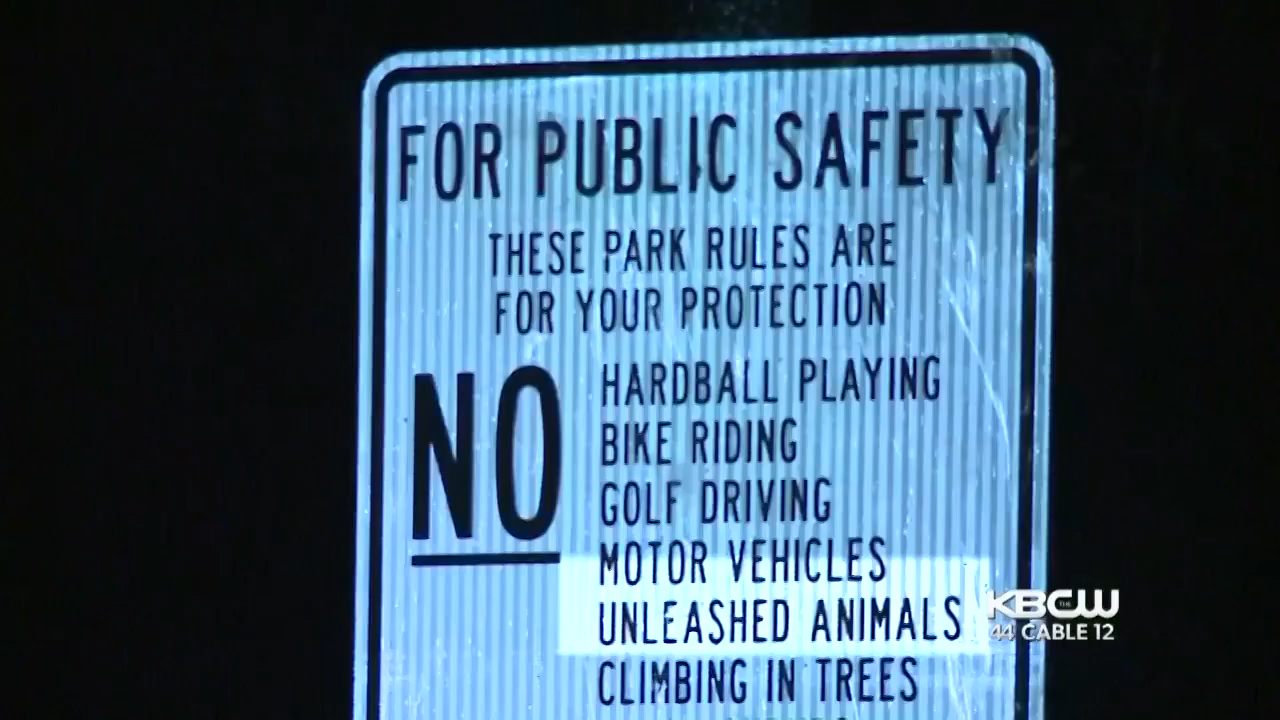 FOR PUBLIC SAFETY
THESE PARK RULES ARE
FOR YOUR PROTECTION
NO
HARDBALL PLAYING
BIKE RIDING
GOLF DRIVING
MOTOR VEHICLES
UNLEASHED ANIMALS
CLIMBING IN TREES
THE
KBCW
44 CABLE 12